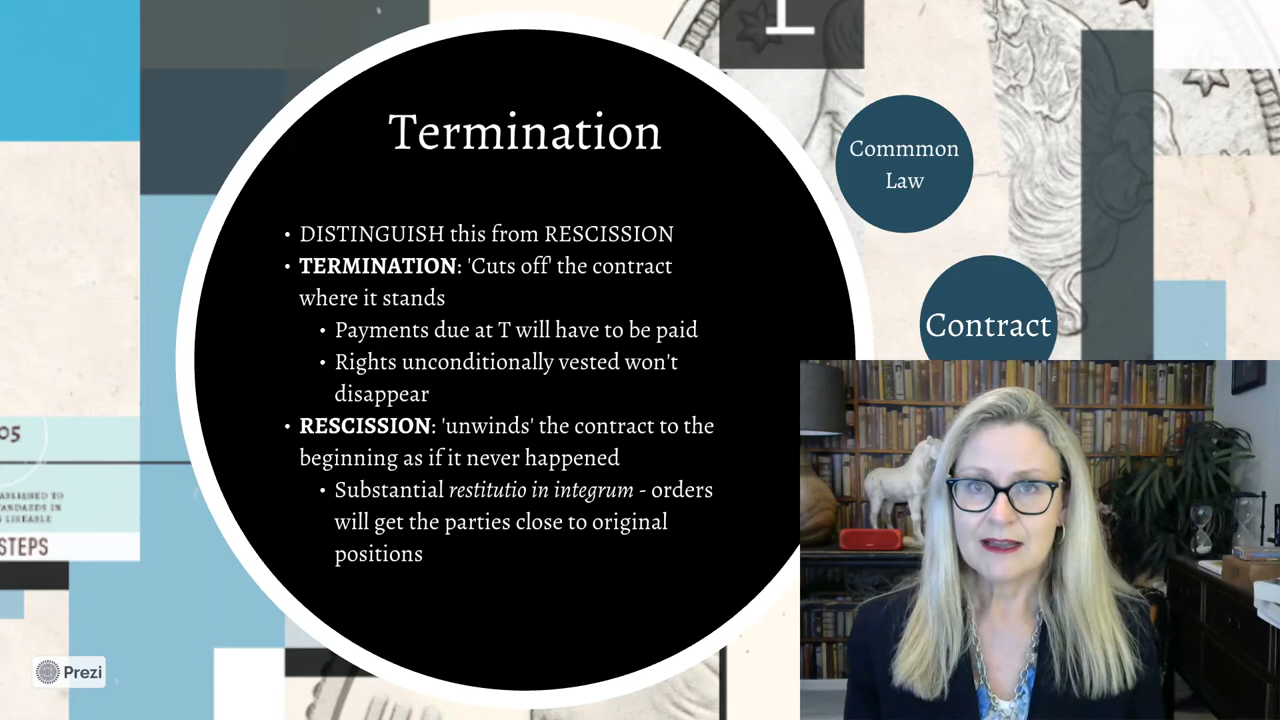 Termination
• DISTINGUISH this from RESCISSION
• TERMINATION: 'Cuts off' the contract
where it stands
• Payments due at T will have to be paid
• Rights unconditionally vested won't
disappear
• RESCISSION: 'unwinds' the contract to the
beginning as if it never happened
• Substantial restitutio in integrum - orders
will get the parties close to original
positions
Commmon
Law
Contract
05
STEPS
Prezi